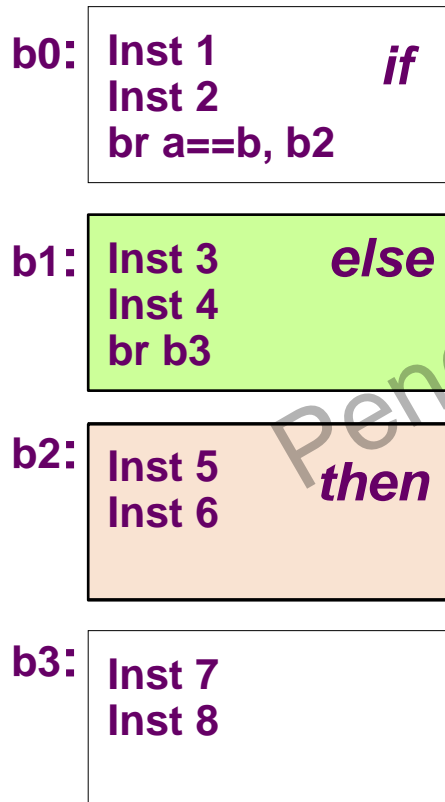 b0: Inst 1 if
Inst 2
br a==b, b2
b1: Inst 3 else
Inst 4
br b3
b2: Inst 5 then
Inst 6
b3: Inst 7
Inst 8